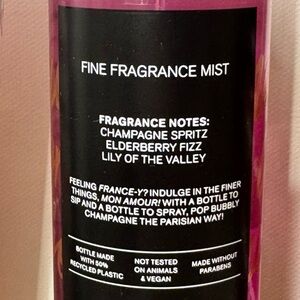 FINE FRAGRANCE MIST
FRAGRANCE NOTES:
CHAMPAGNE SPRITZ
ELDERBERRY FIZZ
LILY OF THE VALLEY
FEELING FRANCE-Y? INDULGE IN THE FINER
THINGS, MON AMOUR! WITH A BOTTLE TO
SIP AND A BOTTLE TO SPRAY, POP BUBBLY
CHAMPAGNE THE PARISIAN WAY!
BOTTLE MADE
WITH 50%
RECYCLED PLASTIC
NOT TESTED
ON ANIMALS
& VEGAN
MADE WITHOUT
PARABENS